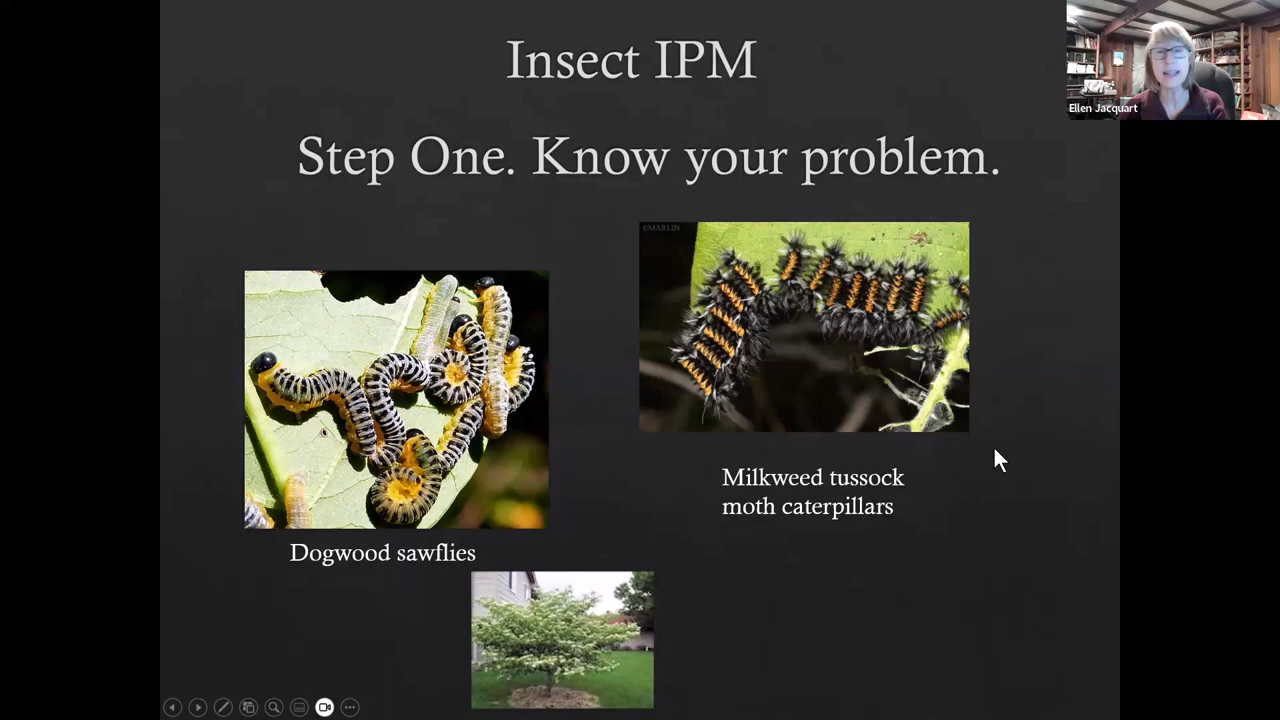 Insect IPM
Ellen Jacquart
Step One. Know your problem.
©MARLIN
Milkweed tussock
moth caterpillars
Dogwood sawflies